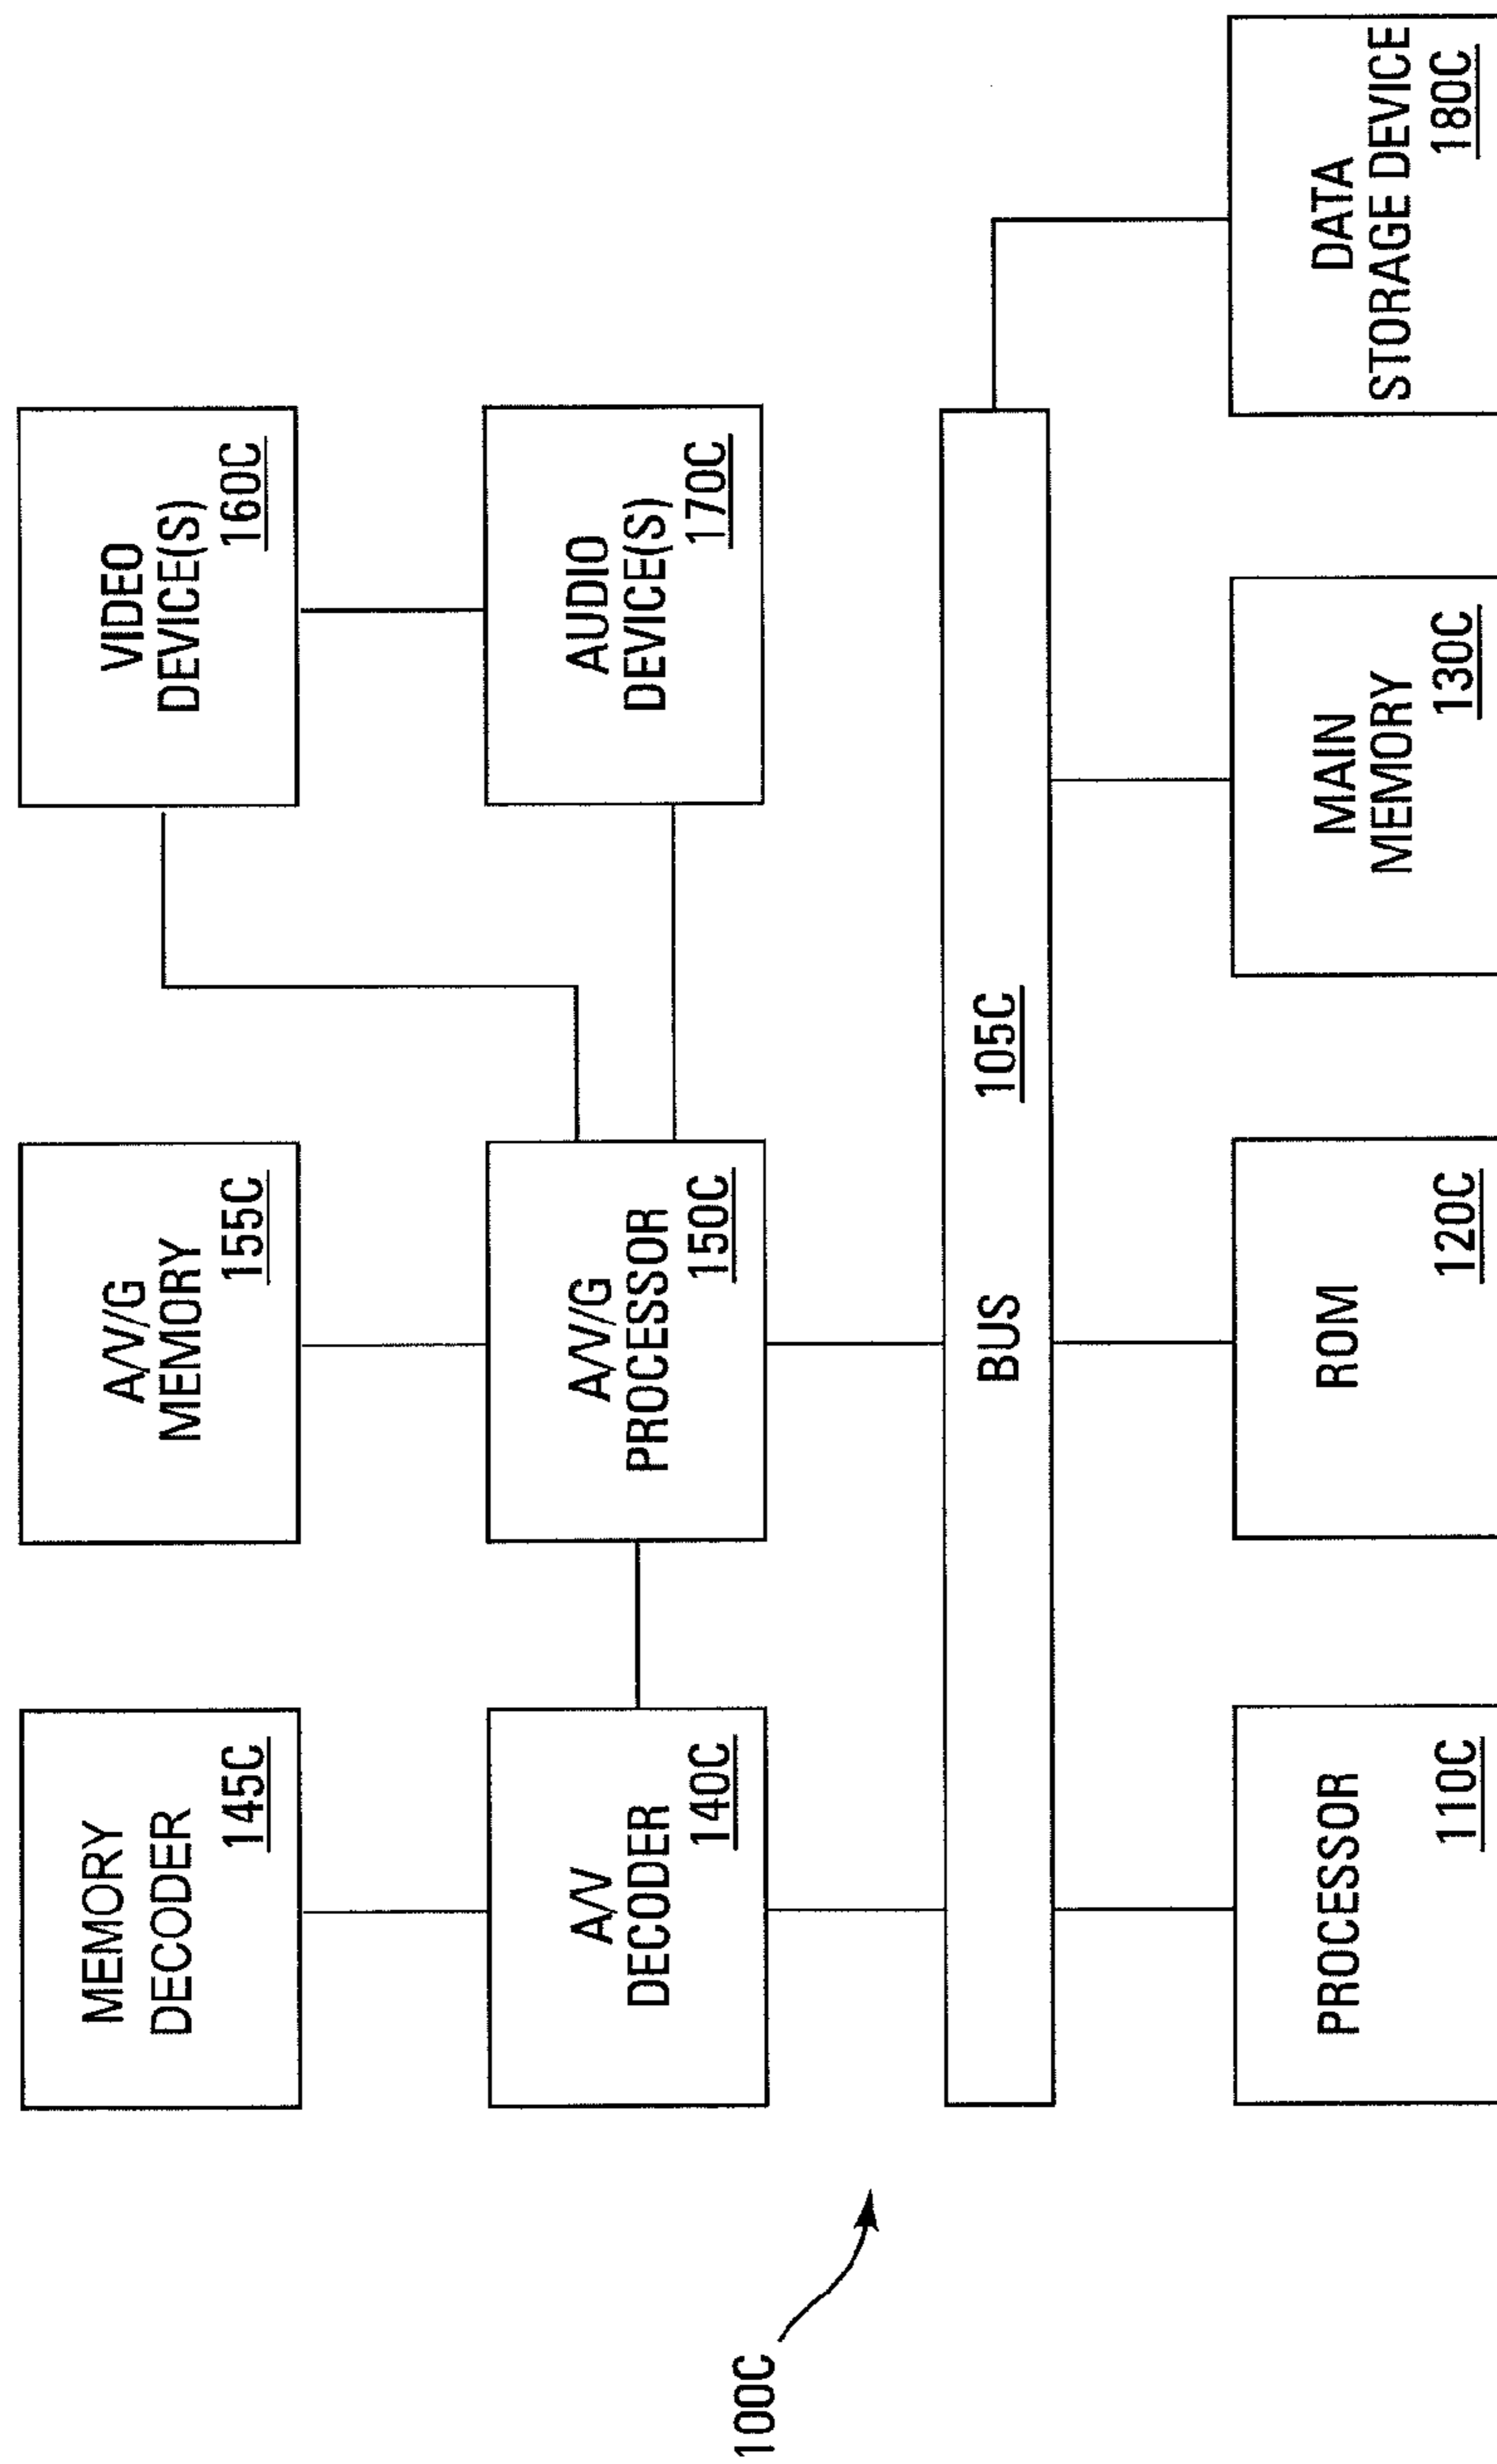 MEMORY
DECODER
145C
A/V/G
MEMORY
155C
VIDEO
DEVICE(S)
160C
A/V
DECODER
140C
A/V/G
PROCESSOR
150C
AUDIO
DEVICE(S)
170C
100C
BUS
105C
PROCESSOR
110C
ROM
120C
MAIN
MEMORY
130C
DATA
STORAGE DEVICE
180C